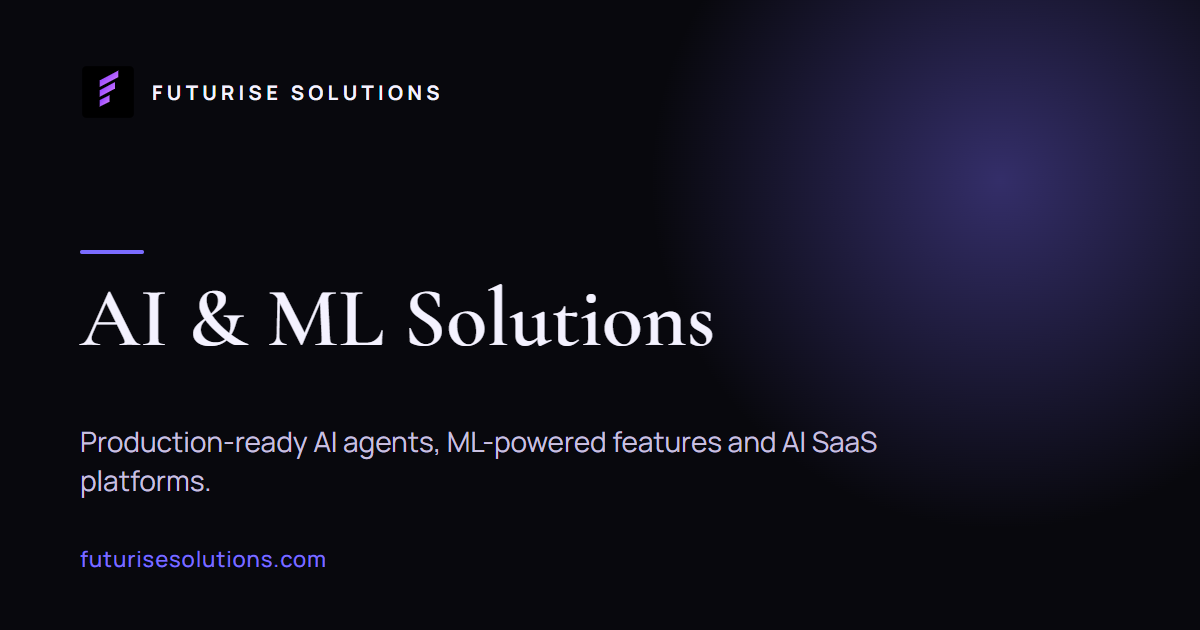 FUTURISE SOLUTIONS
AI & ML Solutions
Production-ready AI agents, ML-powered features and AI SaaS
platforms.
futurisesolutions.com